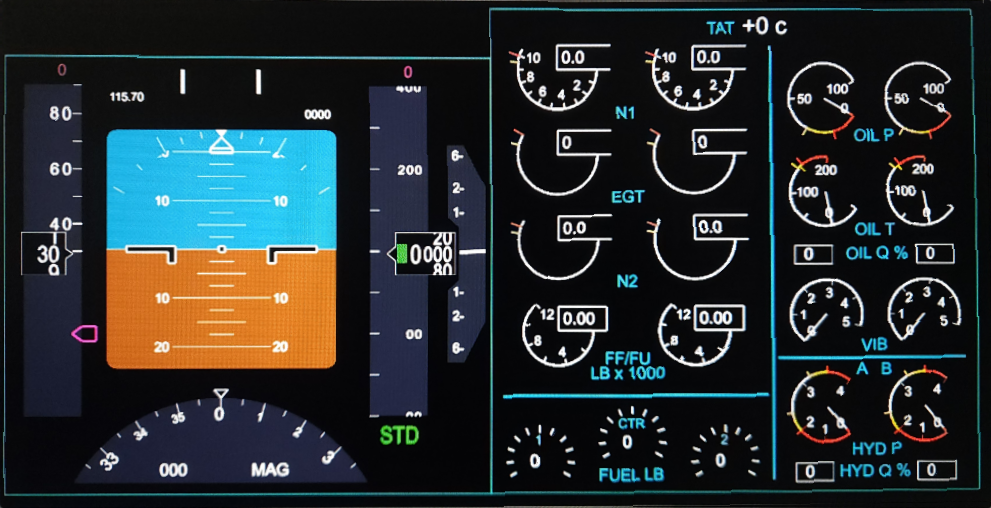 TAT +0 c
0
0
115.70
0000
80
60
40
30
9
10 10
10 10
20 20
400
200
20
0000
80
00
STD
6
2
1
1
2
6
33 34 35 0 1 2 3
000 MAG
10 8 6 4 2 0.0
10 8 6 4 2 0.0
N1
0 0
EGT
0.0 0.0
N2
12 8 4 0.00
12 8 4 0.00
FF/FU
LB x 1000
1 0
CTR 0
2 0
FUEL LB
100 50 0
100 50 0
OIL P
200 100 0
200 100 0
OIL T
0 OIL Q % 0
0 1 2 3 4 5
0 1 2 3 4 5
VIB
A B
4 3 2 1 0
4 3 2 1 0
HYD P
0 HYD Q % 0